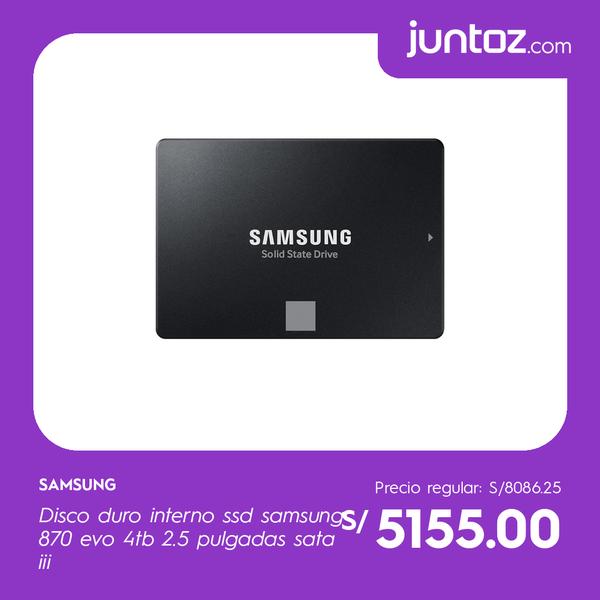 juntoz.com
SAMSUNG
Solid State Drive
SAMSUNG
Disco duro interno ssd samsung
870 evo 4tb 2.5 pulgadas sata
iii
Precio regular: S/8086.25
S/ 5155.00